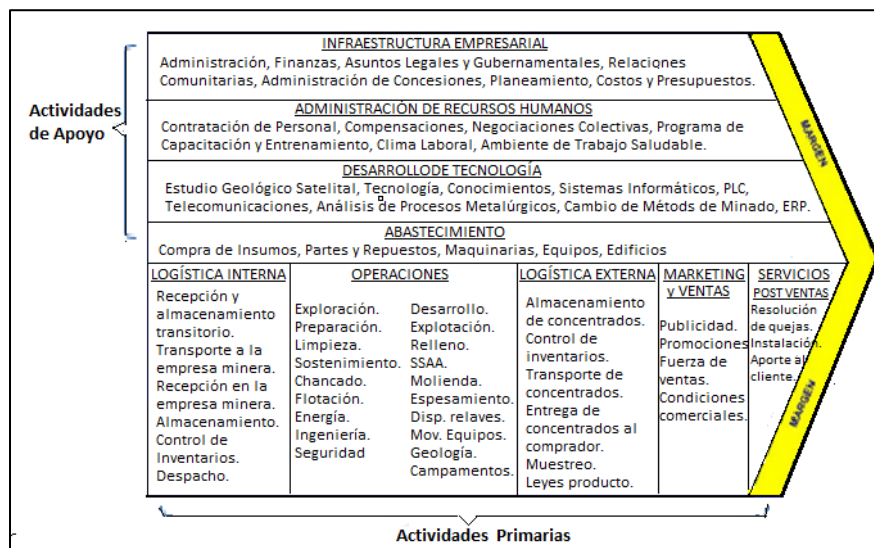 INFRAESTRUCTURA EMPRESARIAL
Administración, Finanzas, Asuntos Legales y Gubernamentales, Relaciones
Comunitarias, Administración de Concesiones, Planeamiento, Costos y Presupuestos.
Actividades
de Apoyo
ADMINISTRACIÓN DE RECURSOS HUMANOS
Contratación de Personal, Compensaciones, Negociaciones Colectivas, Programa de
Capacitación y Entrenamiento, Clima Laboral, Ambiente de Trabajo Saludable.
DESARROLLODE TECNOLOGÍA
Estudio Geológico Satelital, Tecnología, Conocimientos, Sistemas Informáticos, PLC,
Telecomunicaciones, Análisis de Procesos Metalúrgicos, Cambio de Métods de Minado, ERP.
ABASTECIMIENTO
Compra de Insumos, Partes y Repuestos, Maquinarias, Equipos, Edificios
MARGEN
LOGÍSTICA INTERNA
Recepción y
almacenamiento
transitorio.
Transporte a la
empresa minera.
Recepción en la
empresa minera.
Almacenamiento.
Control de
Inventarios.
Despacho.
OPERACIONES
Exploración.
Preparación.
Limpieza.
Sostenimiento.
Chancado.
Flotación.
Energía.
Ingeniería.
Seguridad
Desarrollo.
Explotación.
Relleno.
SSAA.
Molienda.
Espesamiento.
Disp. relaves.
Mov. Equipos.
Geología.
Campamentos.
LOGÍSTICA EXTERNA
Almacenamiento
de concentrados.
Control de
inventarios.
Transporte de
concentrados.
Entrega de
concentrados al
comprador.
Muestreo.
Leyes producto.
MARKETING
y VENTAS
Publicidad.
Promociones
Fuerza de
ventas.
Condiciones
comerciales.
SERVICIOS
POST VENTAS
Resolución
de quejas.
Instalación.
Aporte al
cliente.
MARGEN
Actividades Primarias